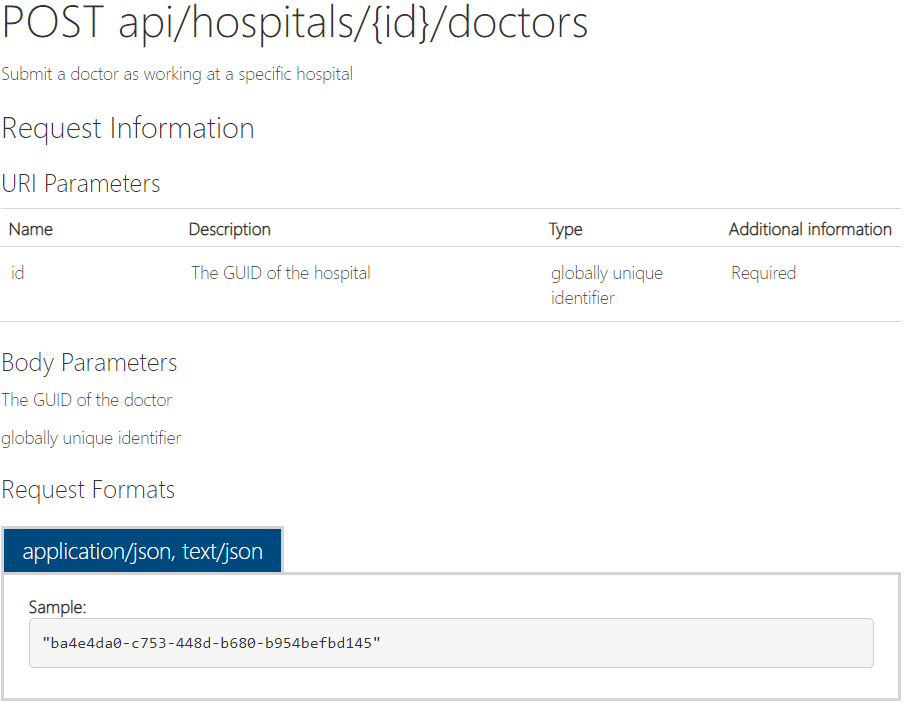 POST api/hospitals/{id}/doctors
Submit a doctor as working at a specific hospital
Request Information
URI Parameters
Name Description Type Additional information
id The GUID of the hospital globally unique identifier Required
Body Parameters
The GUID of the doctor
globally unique identifier
Request Formats
application/json, text/json
Sample:
"ba4e4da0-c753-448d-b680-b954befbd145"